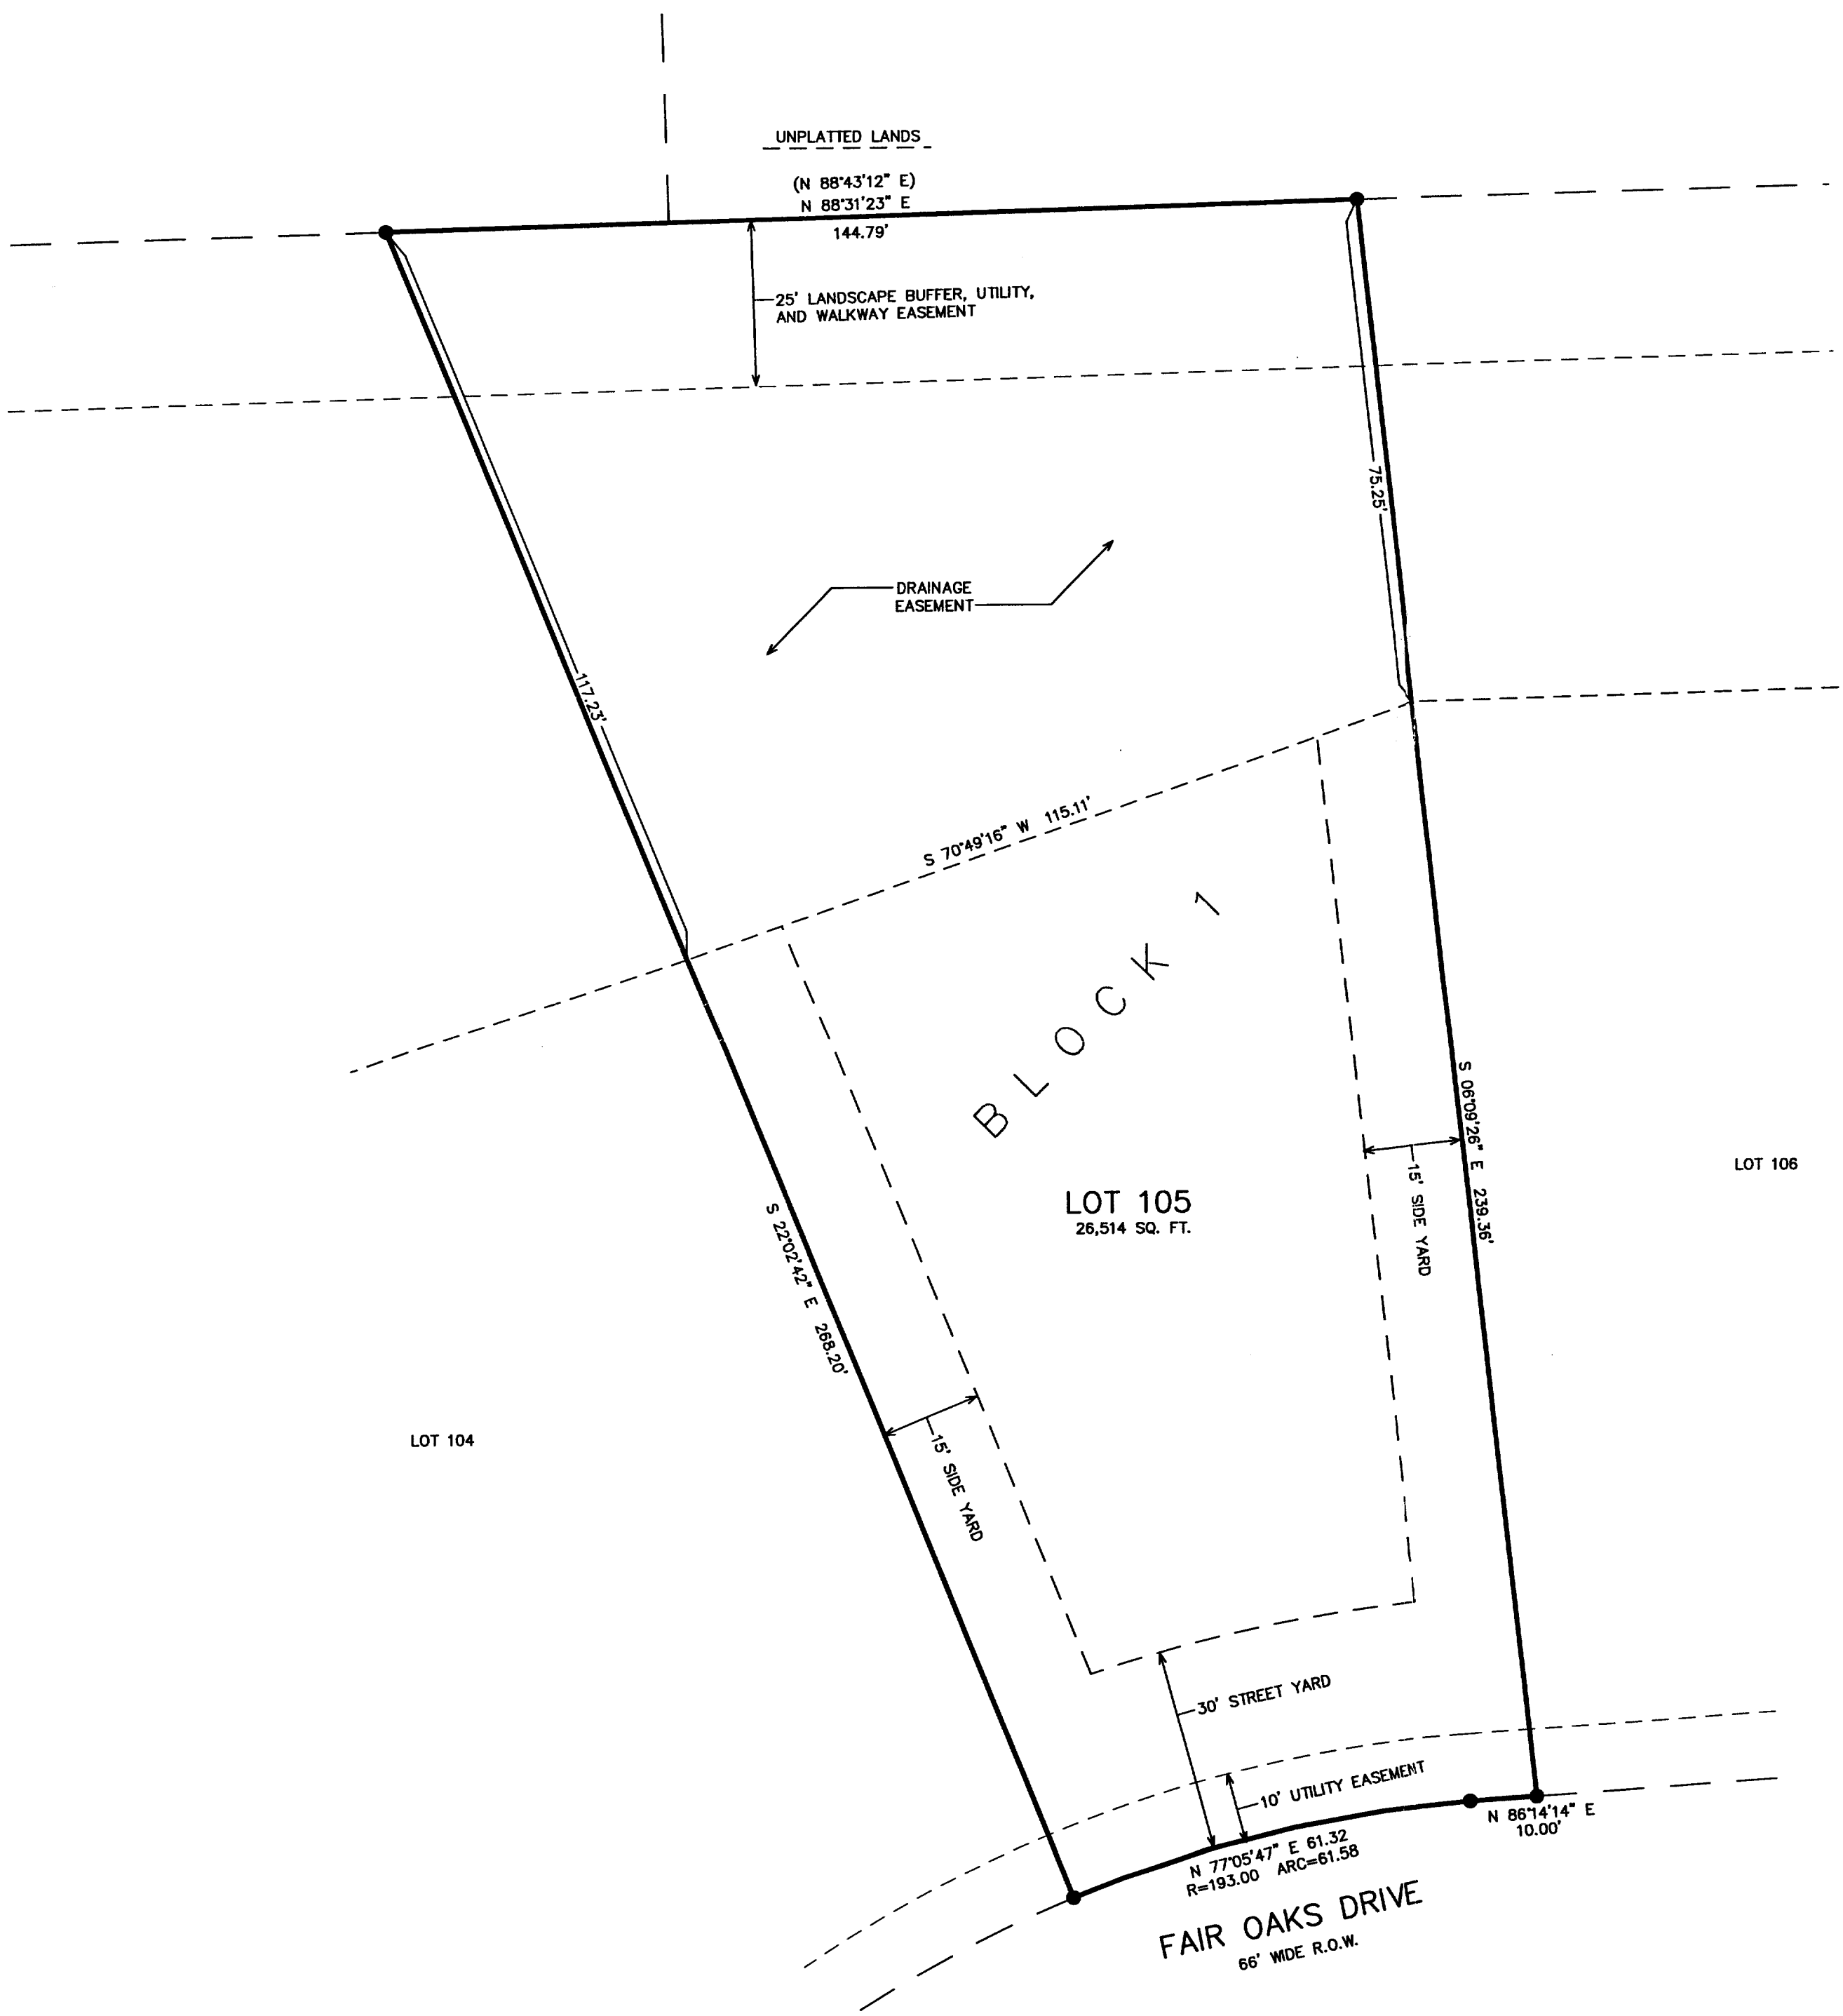 UNPLATTED LANDS
(N 88°43'12" E)
N 88°31'23" E
144.79'
25' LANDSCAPE BUFFER, UTILITY,
AND WALKWAY EASEMENT
75.25'
DRAINAGE
EASEMENT
117.23'
S 70°49'16" W 115.11'
BLOCK 1
S 06°09'26" E 239.36'
15' SIDE YARD
LOT 106
LOT 105
26,514 SQ. FT.
S 22°02'42" E 268.20'
LOT 104
15' SIDE YARD
30' STREET YARD
10' UTILITY EASEMENT
N 86°14'14" E
10.00'
N 77°05'47" E 61.32
R=193.00 ARC=61.58
FAIR OAKS DRIVE
66' WIDE R.O.W.